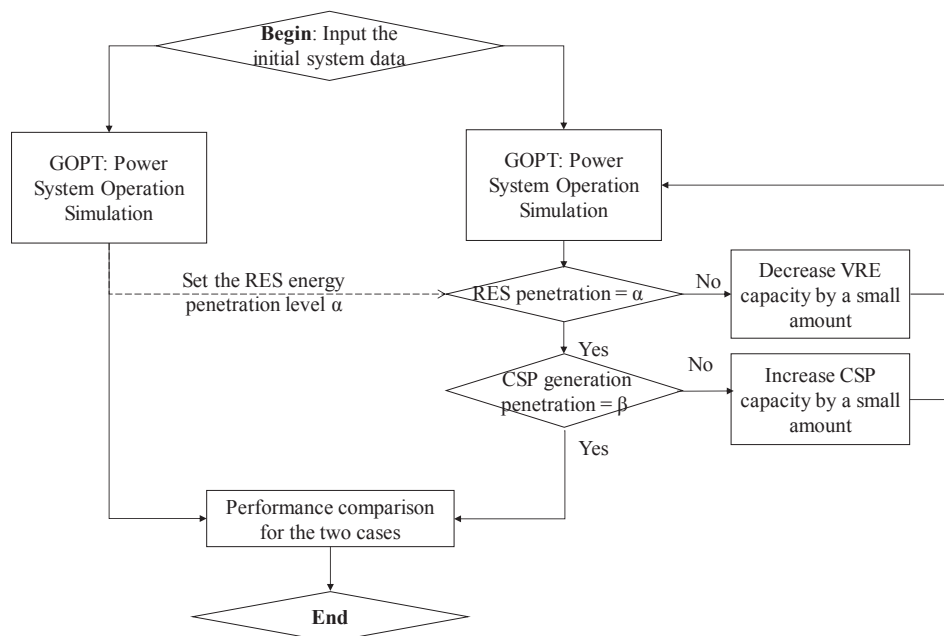 Begin: Input the
initial system data
GOPT: Power
System Operation
Simulation
GOPT: Power
System Operation
Simulation
Set the RES energy
penetration level α
RES penetration = α
No
Decrease VRE
capacity by a small
amount
Yes
CSP generation
penetration = β
No
Increase CSP
capacity by a small
amount
Yes
Performance comparison
for the two cases
End